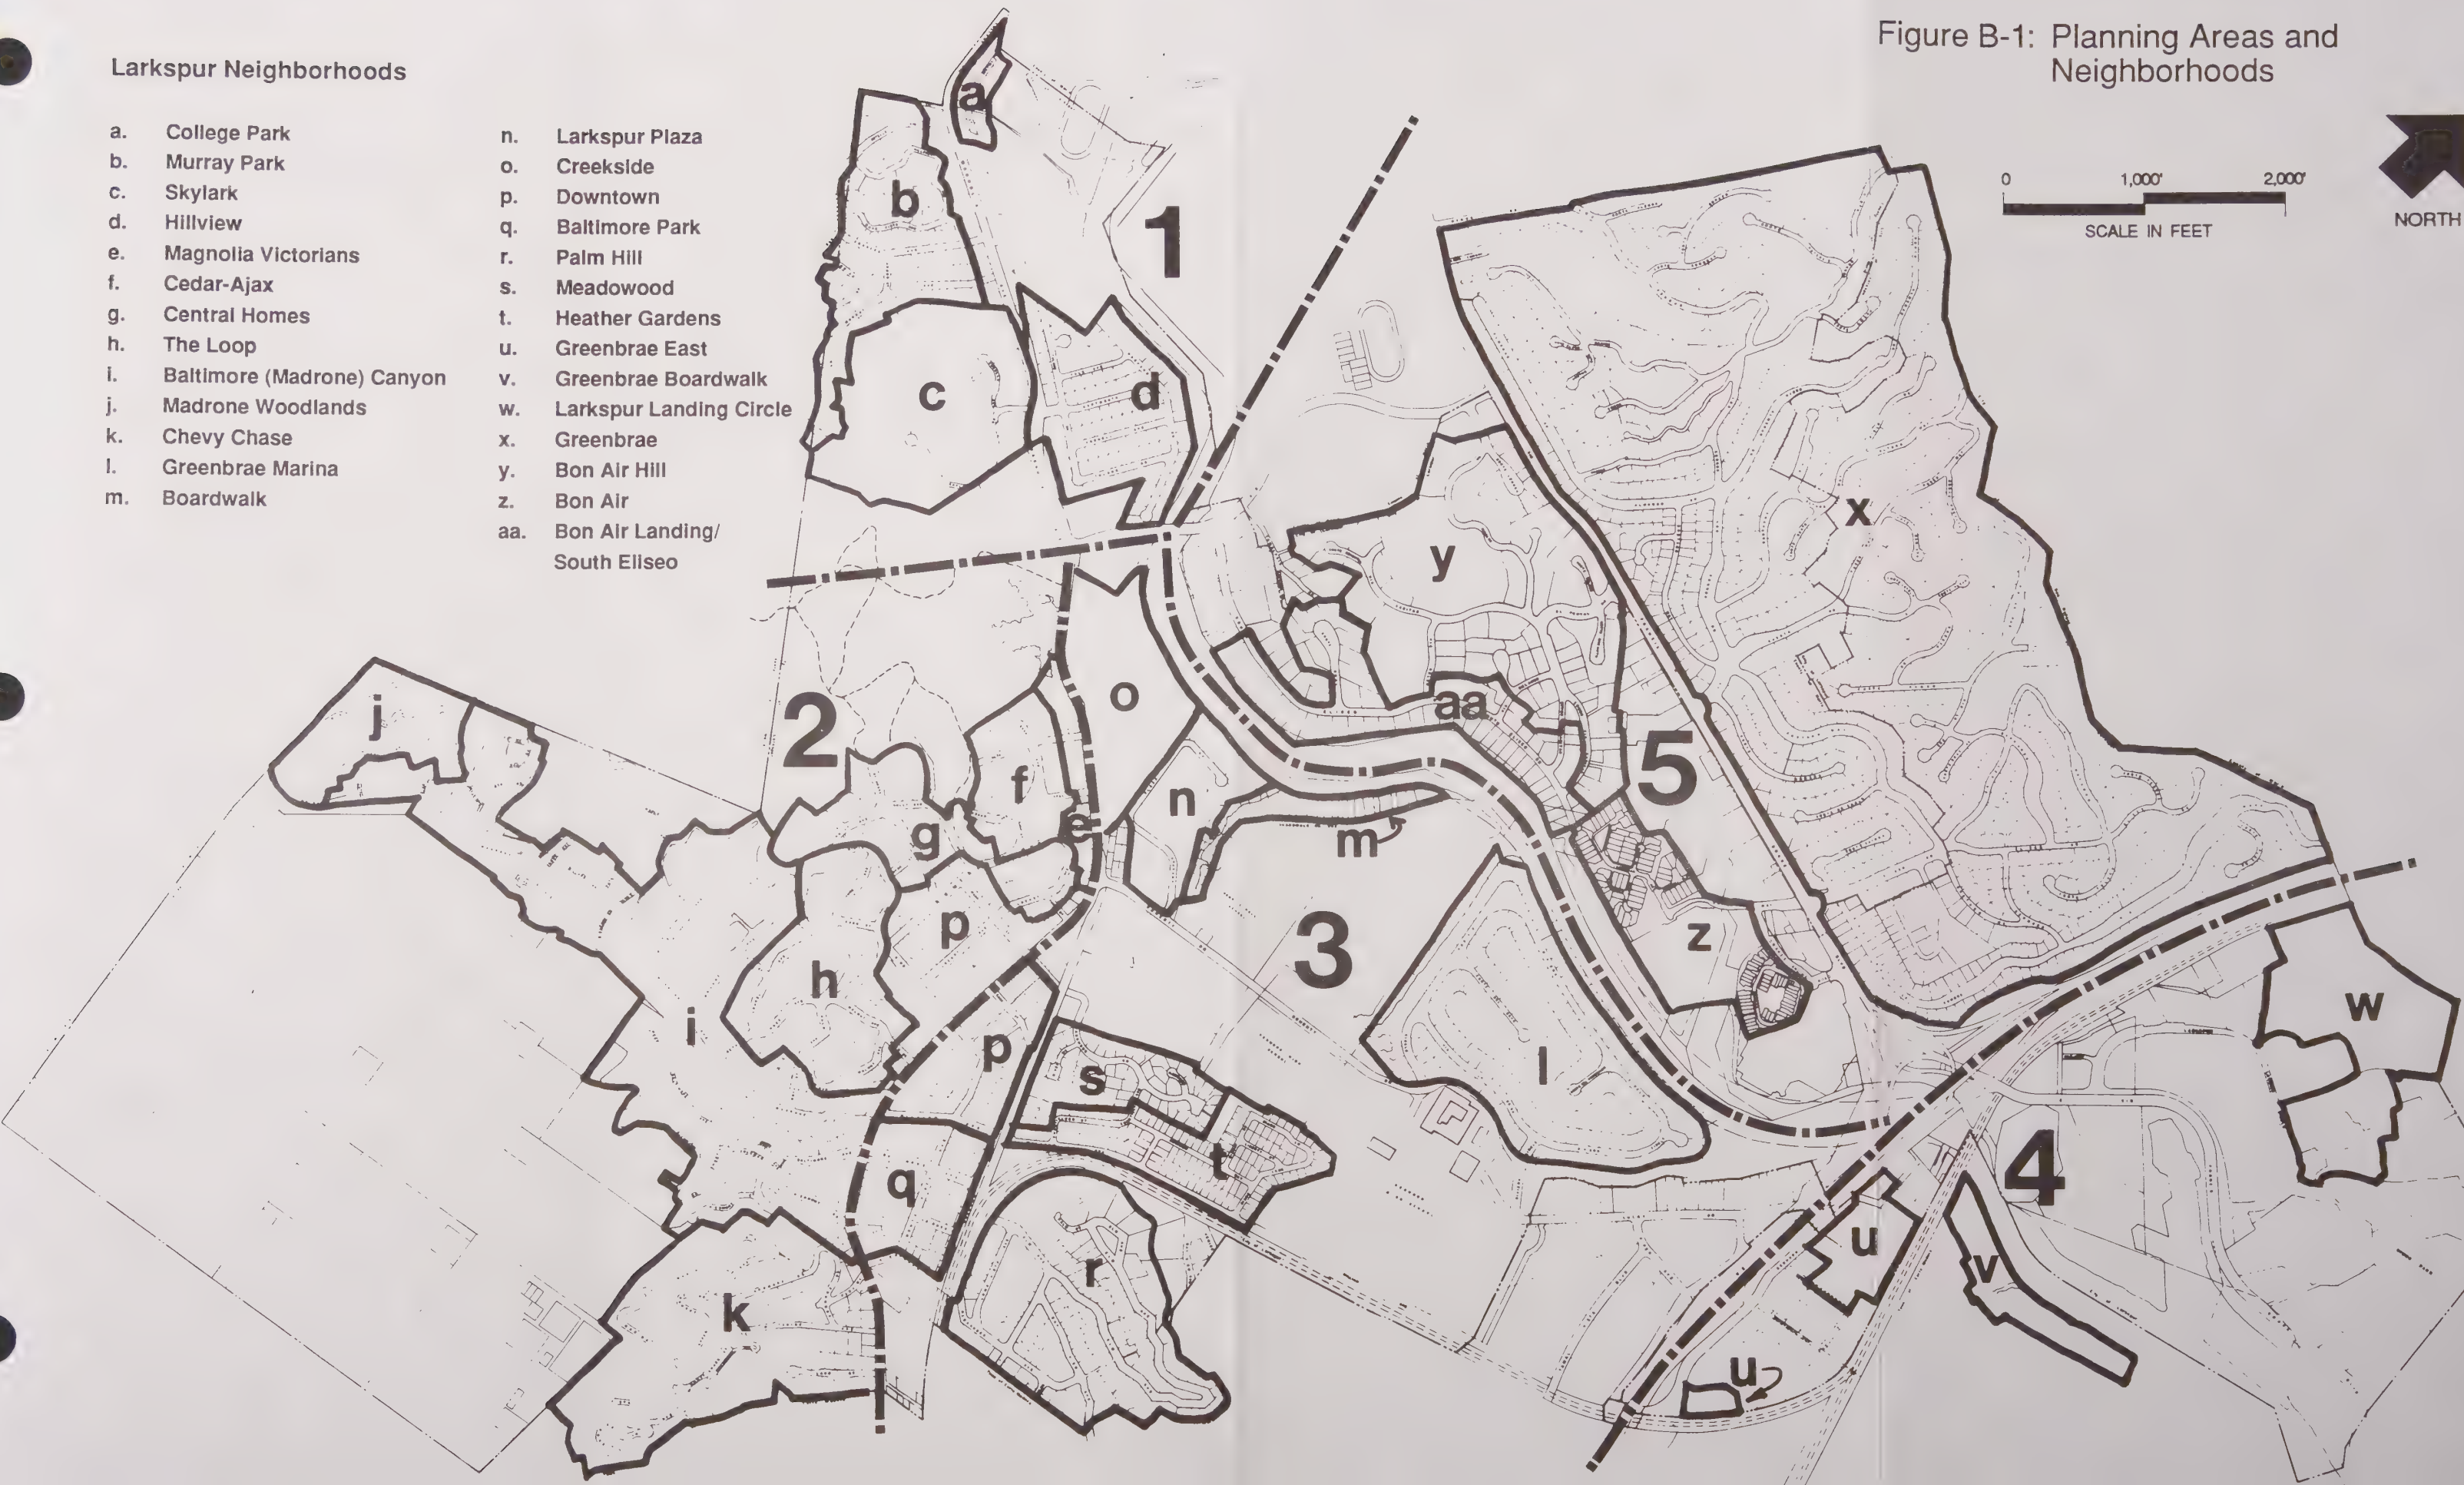 Figure B-1: Planning Areas and
Neighborhoods
Larkspur Neighborhoods
a. College Park
b. Murray Park
c. Skylark
d. Hillview
e. Magnolia Victorians
f. Cedar-Ajax
g. Central Homes
h. The Loop
i. Baltimore (Madrone) Canyon
j. Madrone Woodlands
k. Chevy Chase
l. Greenbrae Marina
m. Boardwalk
n. Larkspur Plaza
o. Creekside
p. Downtown
q. Baltimore Park
r. Palm Hill
s. Meadowood
t. Heather Gardens
u. Greenbrae East
v. Greenbrae Boardwalk
w. Larkspur Landing Circle
x. Greenbrae
y. Bon Air Hill
z. Bon Air
aa. Bon Air Landing/
South Eliseo
0 1,000' 2,000'
SCALE IN FEET
NORTH
a
b
1
c
d
x
y
o
j
2
aa
5
f
n
e
g
m
p
3
z
h
w
i
p
s
l
t
4
q
u
r
v
k
u